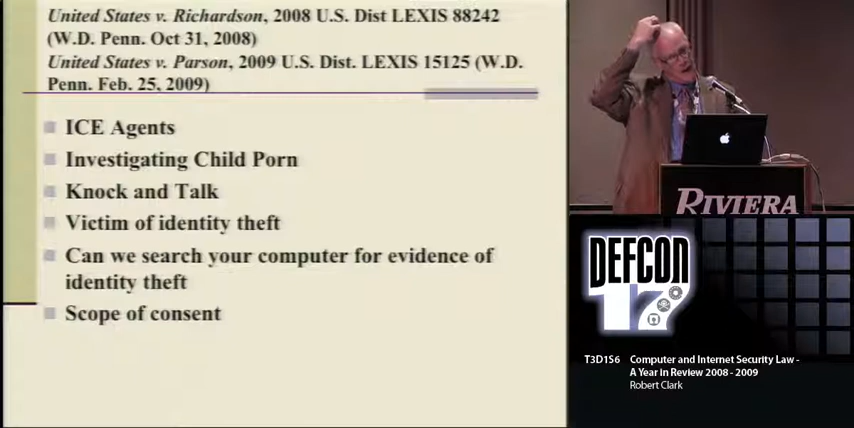 United States v. Richardson, 2008 U.S. Dist LEXIS 88242
(W.D. Penn. Oct 31, 2008)
United States v. Parson, 2009 U.S. Dist. LEXIS 15125 (W.D.
Penn. Feb. 25, 2009)
ICE Agents
Investigating Child Porn
Knock and Talk
Victim of identity theft
Can we search your computer for evidence of
identity theft
Scope of consent
RIVIERA
DEFCON
17
T3D1S6 Computer and Internet Security Law -
A Year in Review 2008 - 2009
Robert Clark